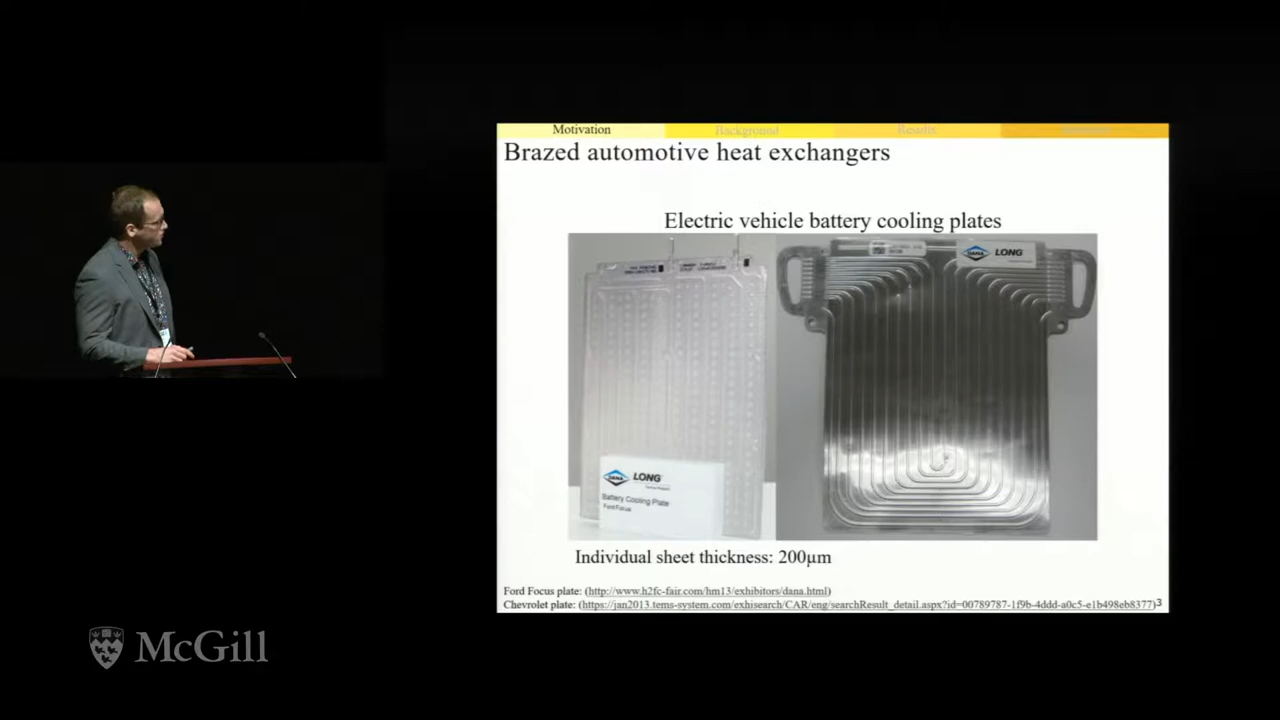 Motivation
Background
Results
Brazed automotive heat exchangers
Electric vehicle battery cooling plates
DANA LONG
DANA LONG
Battery Cooling Plate
Ford Focus
Individual sheet thickness: 200µm
Ford Focus plate: (http://www.h2fc-fair.com/hm13/exhibitors/dana.html)
Chevrolet plate: (https://jan2013.tems-system.com/exhisearch/CAR/eng/searchResult_detail.aspx?id=00789787-1f9b-4ddd-a0c5-e1b498eb8377)
3
McGill